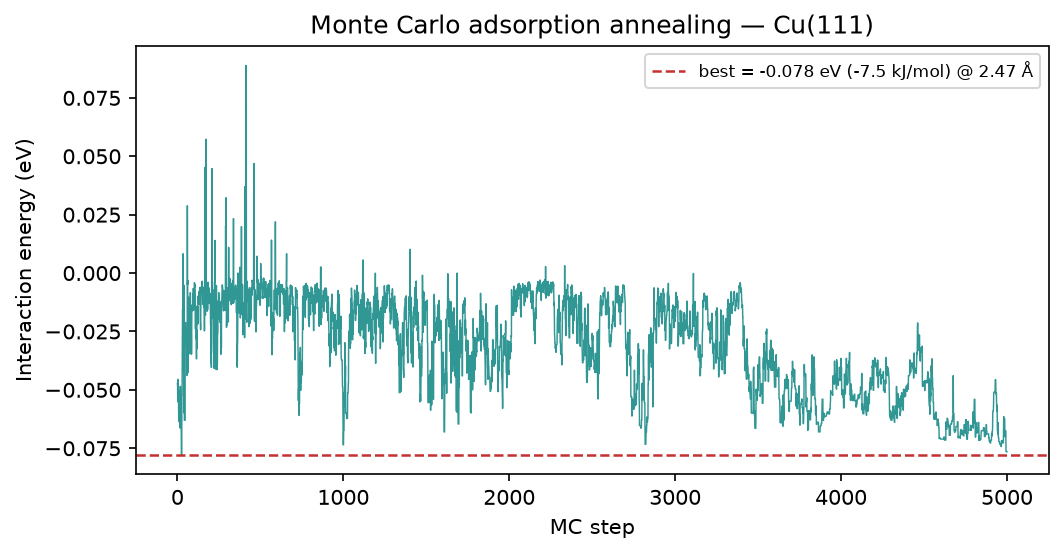 Monte Carlo adsorption annealing — Cu(111)
best = -0.078 eV (-7.5 kJ/mol) @ 2.47 Å
Interaction energy (eV)
0.075
0.050
0.025
0.000
−0.025
−0.050
−0.075
0 1000 2000 3000 4000 5000
MC step